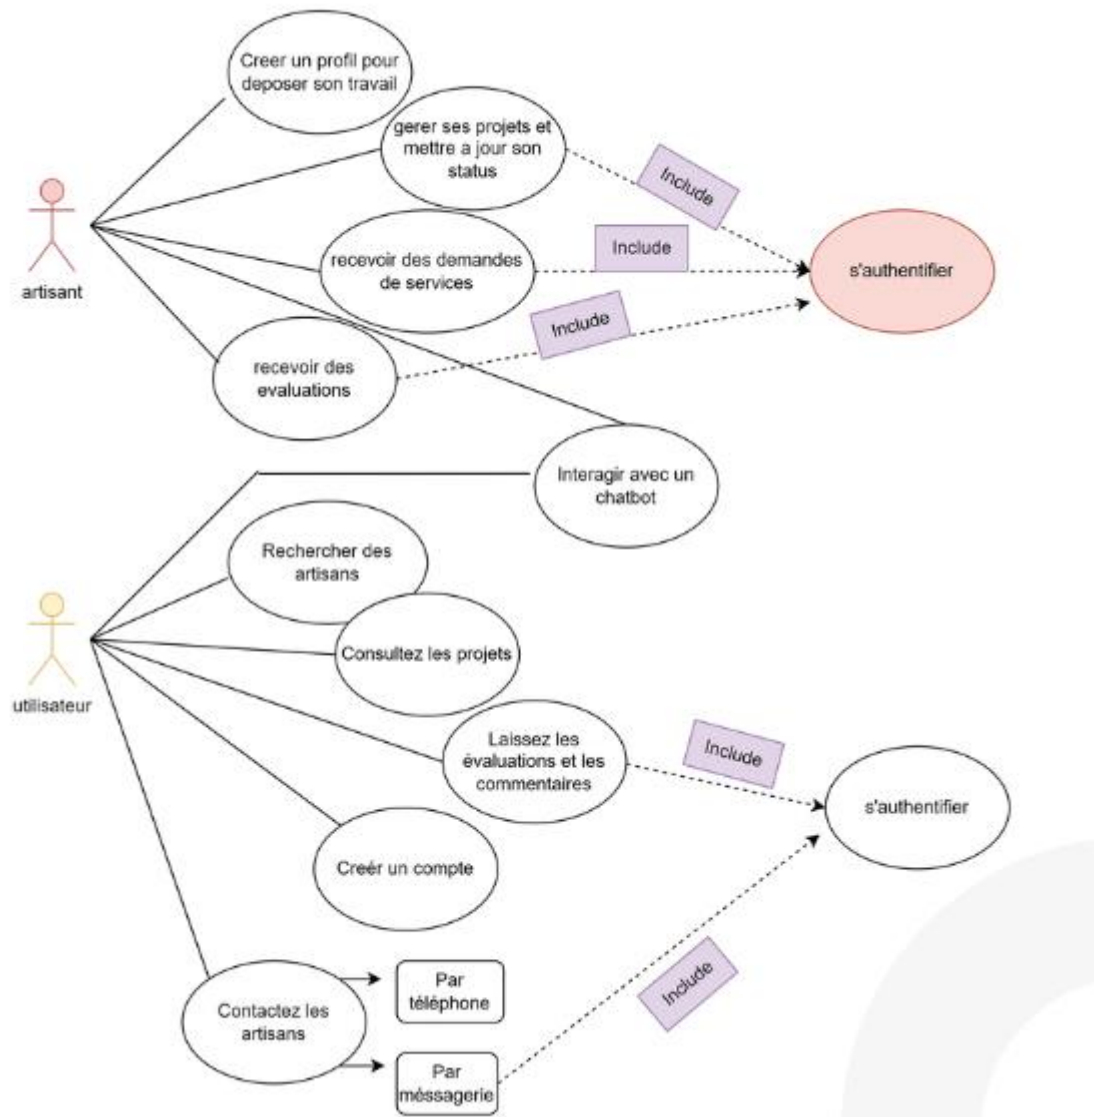 Creer un profil pour
deposer son travail
gerer ses projets et
mettre a jour son
status
Include
artisant
recevoir des demandes
de services
Include
s'authentifier
Include
recevoir des
evaluations
Interagir avec un
chatbot
Rechercher des
artisans
utilisateur
Consultez les projets
Laissez les
évaluations et les
commentaires
Include
s'authentifier
Creér un compte
Include
Contactez les
artisans
Par
téléphone
Par
méssagerie